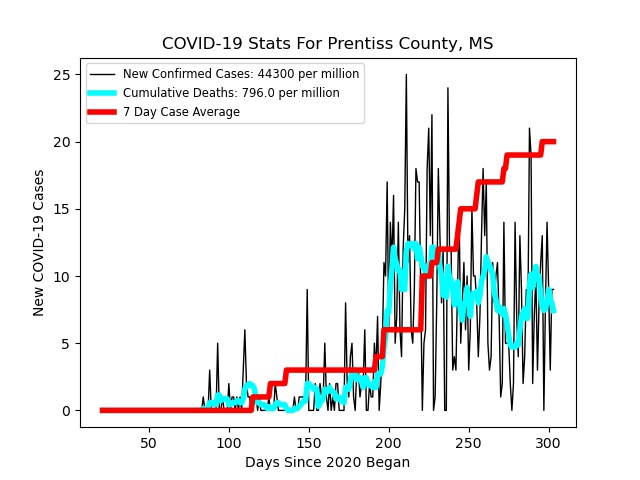 COVID-19 Stats For Prentiss County, MS
New Confirmed Cases: 44300 per million
Cumulative Deaths: 796.0 per million
7 Day Case Average
25
20
15
10
5
0
New COVID-19 Cases
50 100 150 200 250 300
Days Since 2020 Began